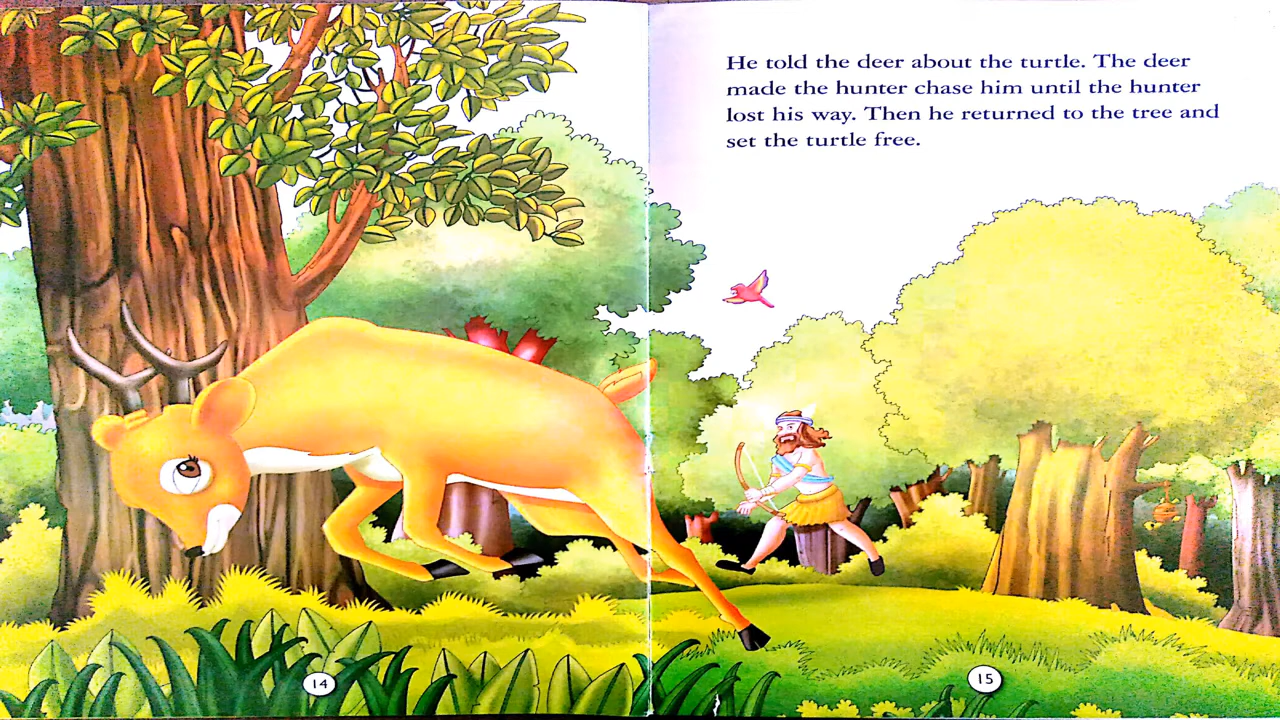 He told the deer about the turtle. The deer
made the hunter chase him until the hunter
lost his way. Then he returned to the tree and
set the turtle free.
14
15